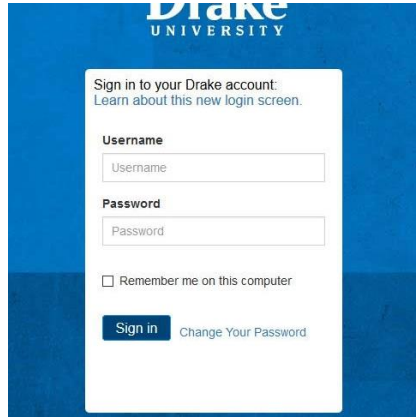 Drake
UNIVERSITY
Sign in to your Drake account:
Learn about this new login screen.
Username
Username
Password
Password
Remember me on this computer
Sign in
Change Your Password